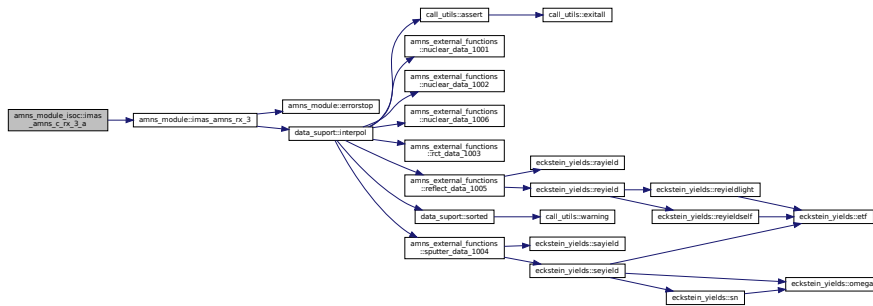 call_utils::assert
call_utils::exitall
amns_external_functions
::nuclear_data_1001
amns_external_functions
::nuclear_data_1002
amns_module::errorstop
amns_module_isoc::imas
_amns_c_rx_3_a
amns_module::imas_amns_rx_3
amns_external_functions
::nuclear_data_1006
data_suport::interpol
amns_external_functions
::rct_data_1003
eckstein_yields::rayield
amns_external_functions
::reflect_data_1005
eckstein_yields::reyield
eckstein_yields::reyieldlight
data_suport::sorted
call_utils::warning
eckstein_yields::reyieldself
eckstein_yields::etf
amns_external_functions
::sputter_data_1004
eckstein_yields::sayield
eckstein_yields::seyield
eckstein_yields::omega
eckstein_yields::sn